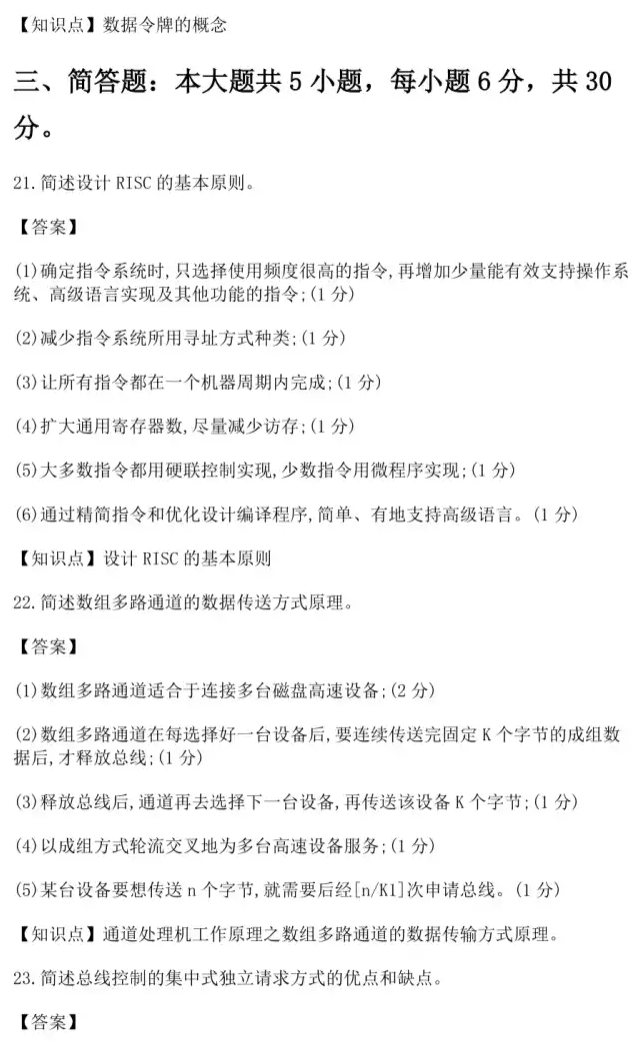 【知识点】数据令牌的概念
三、简答题：本大题共 5 小题，每小题 6 分，共 30
分。
21.简述设计 RISC 的基本原则。
【答案】
(1)确定指令系统时,只选择使用频度很高的指令,再增加少量能有效支持操作系
统、高级语言实现及其他功能的指令;(1 分)
(2)减少指令系统所用寻址方式种类;(1 分)
(3)让所有指令都在一个机器周期内完成;(1 分)
(4)扩大通用寄存器数,尽量减少访存;(1 分)
(5)大多数指令都用硬联控制实现,少数指令用微程序实现;(1 分)
(6)通过精简指令和优化设计编译程序,简单、有地支持高级语言。(1 分)
【知识点】设计 RISC 的基本原则
22.简述数组多路通道的数据传送方式原理。
【答案】
(1)数组多路通道适合于连接多台磁盘高速设备;(2 分)
(2)数组多路通道在每选择好一台设备后,要连续传送完固定 K 个字节的成组数
据后,才释放总线;(1 分)
(3)释放总线后,通道再去选择下一台设备,再传送该设备 K 个字节;(1 分)
(4)以成组方式轮流交叉地为多台高速设备服务;(1 分)
(5)某台设备要想传送 n 个字节,就需要后经[n/K1]次申请总线。(1 分)
【知识点】通道处理机工作原理之数组多路通道的数据传输方式原理。
23.简述总线控制的集中式独立请求方式的优点和缺点。
【答案】